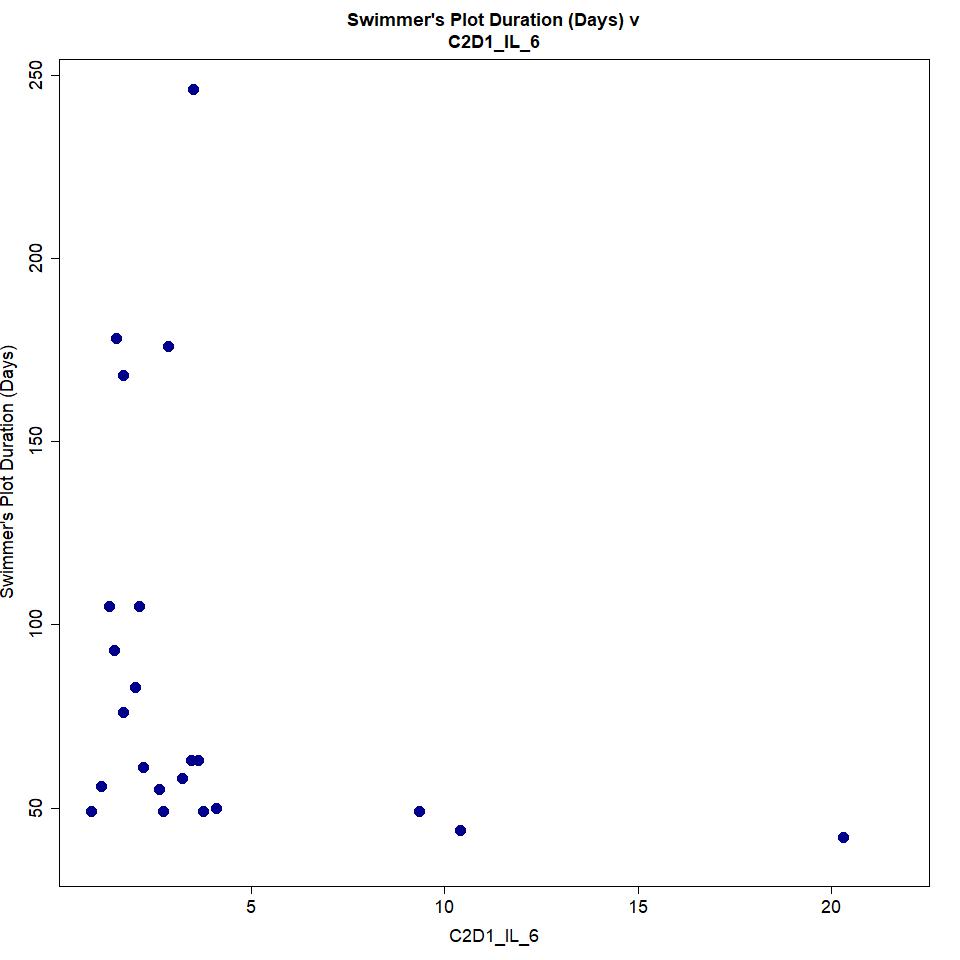 Swimmer's Plot Duration (Days) v
C2D1_IL_6
Swimmer's Plot Duration (Days)
250
200
150
100
50
5 10 15 20
C2D1_IL_6